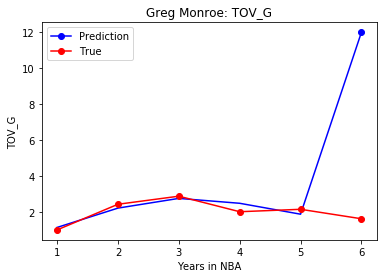 Greg Monroe: TOV_G
Prediction
True
12
10
8
6
4
2
TOV_G
1 2 3 4 5 6
Years in NBA